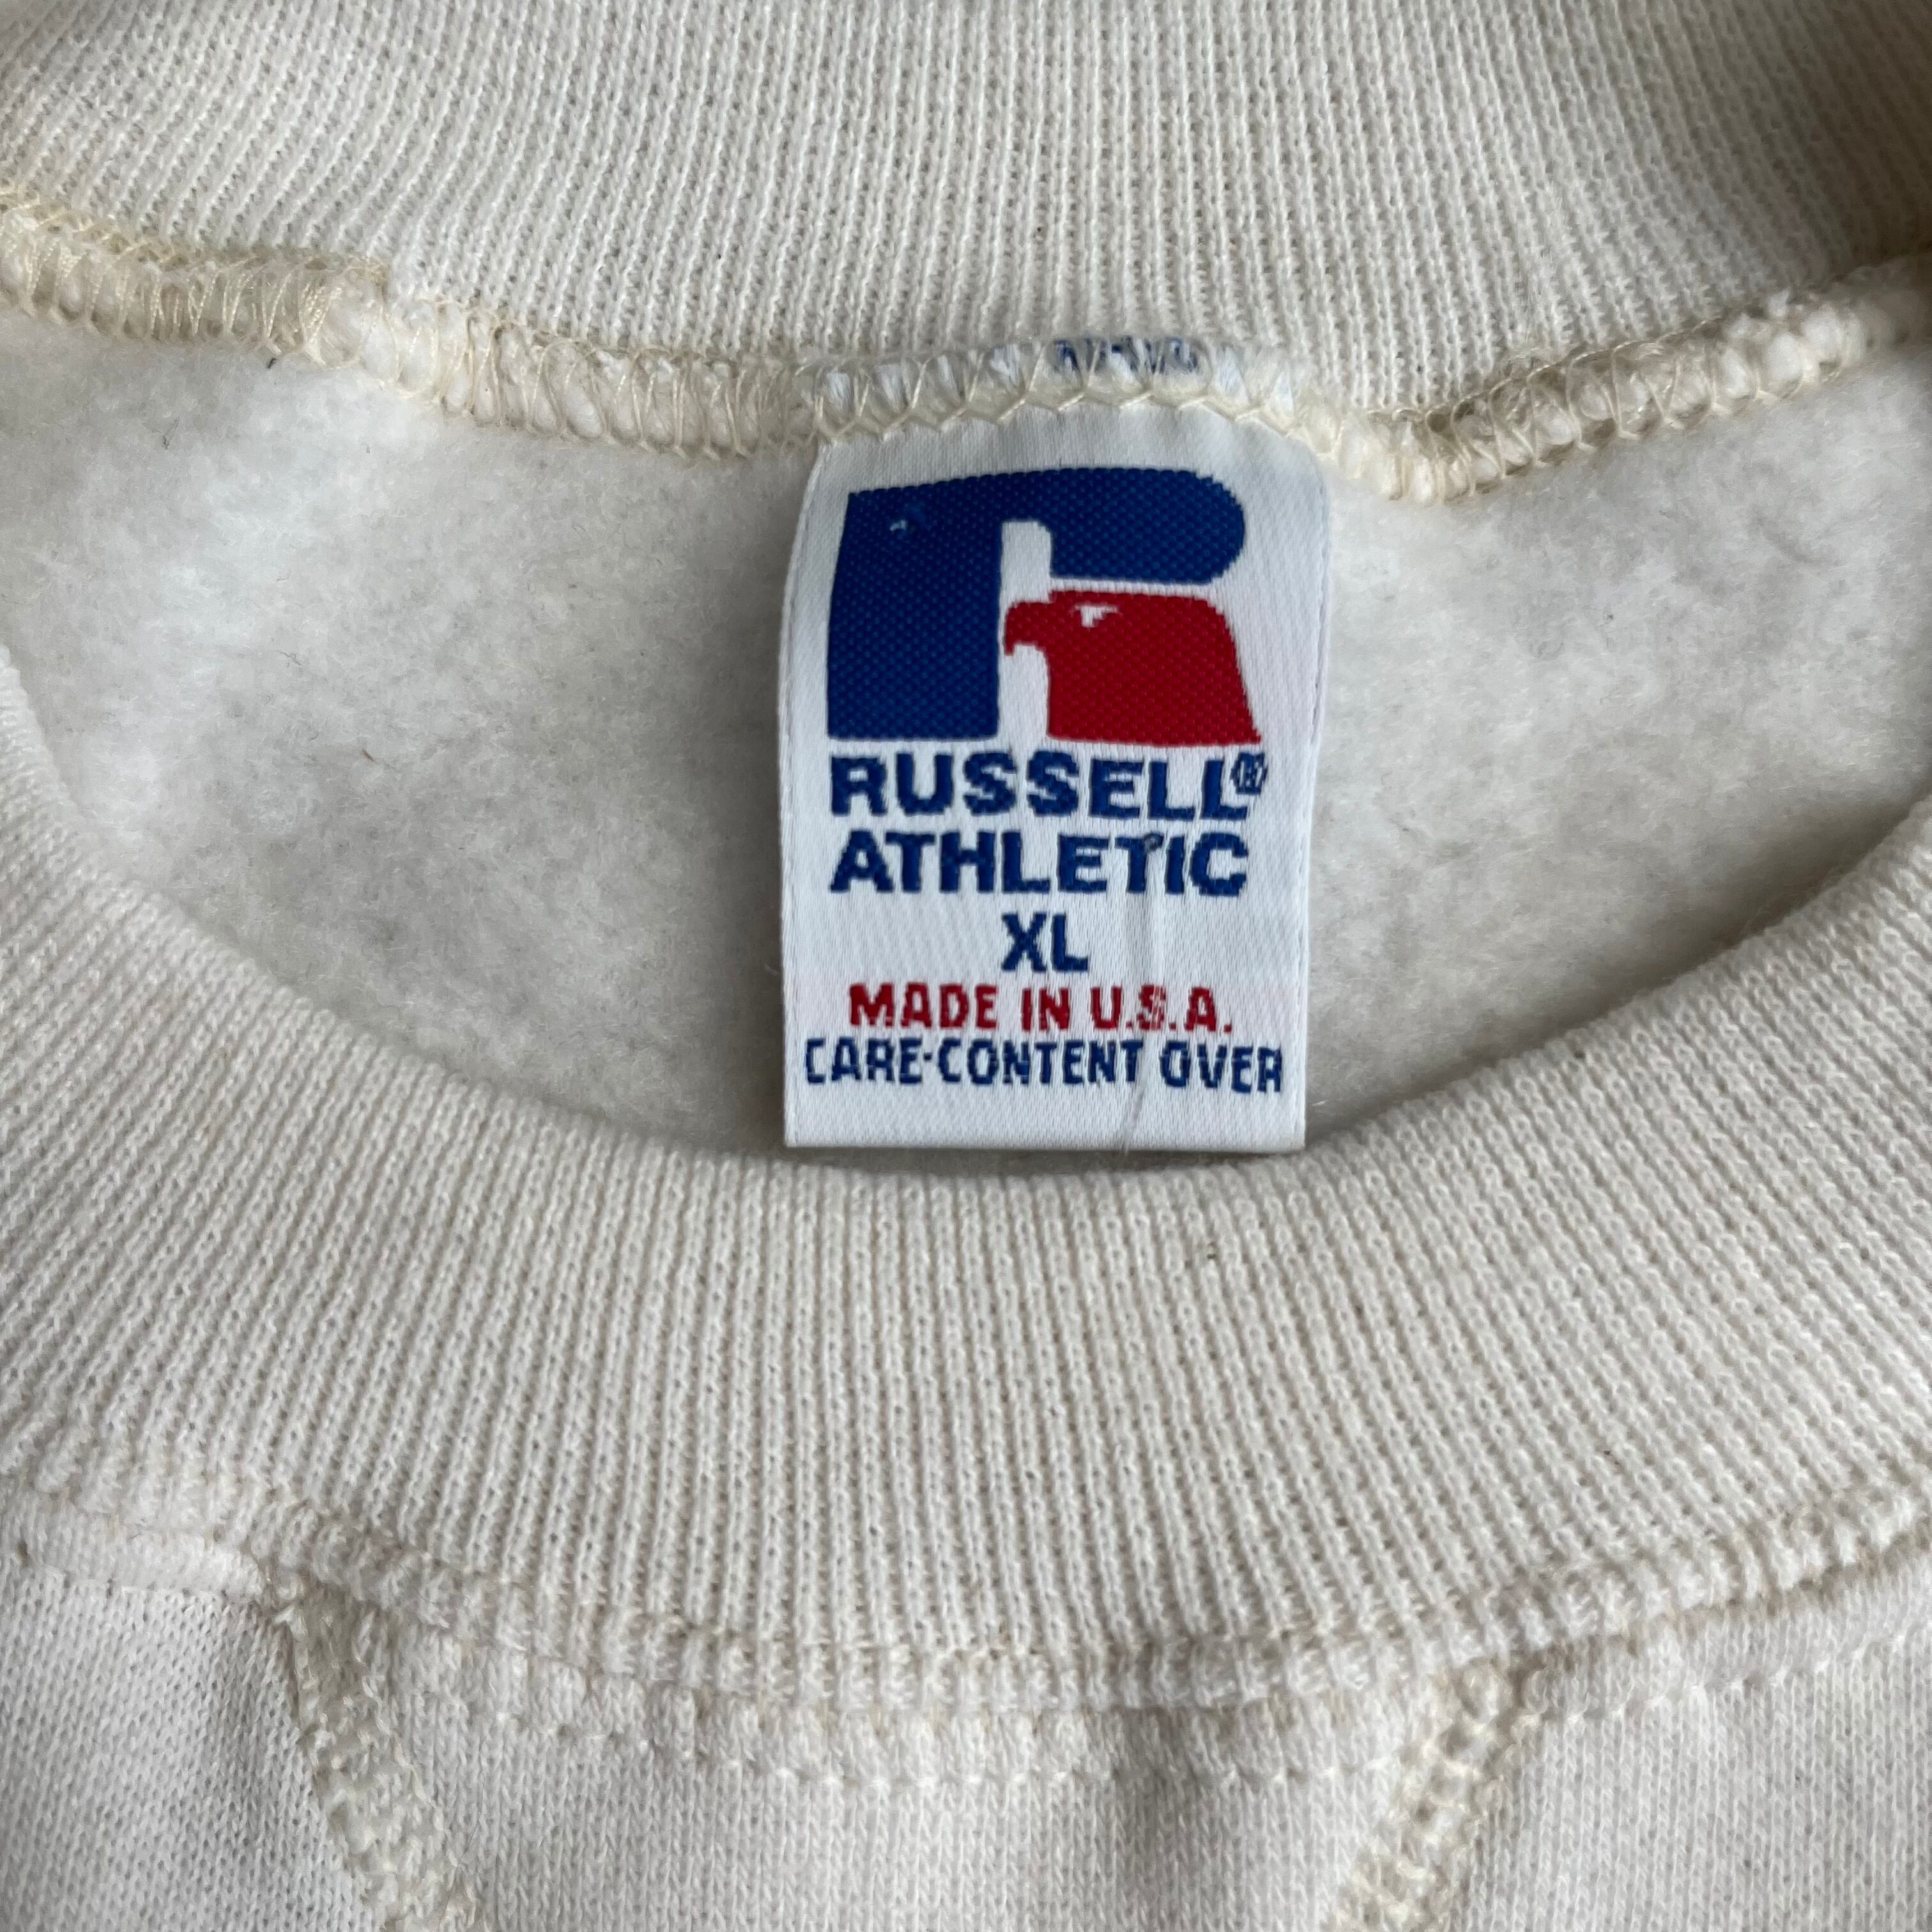 RUSSELL®
ATHLETIC
XL
MADE IN U.S.A.
CARE-CONTENT OVER